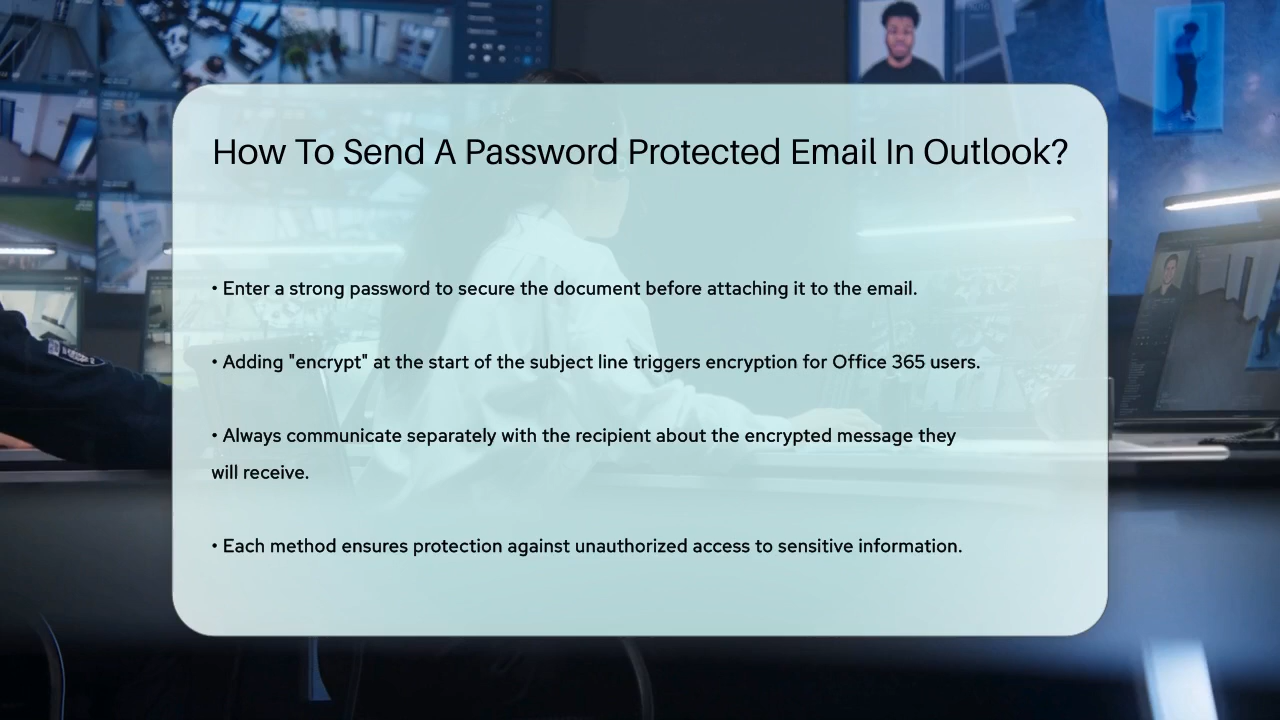 How To Send A Password Protected Email In Outlook?
• Enter a strong password to secure the document before attaching it to the email.
• Adding "encrypt" at the start of the subject line triggers encryption for Office 365 users.
• Always communicate separately with the recipient about the encrypted message they
will receive.
• Each method ensures protection against unauthorized access to sensitive information.